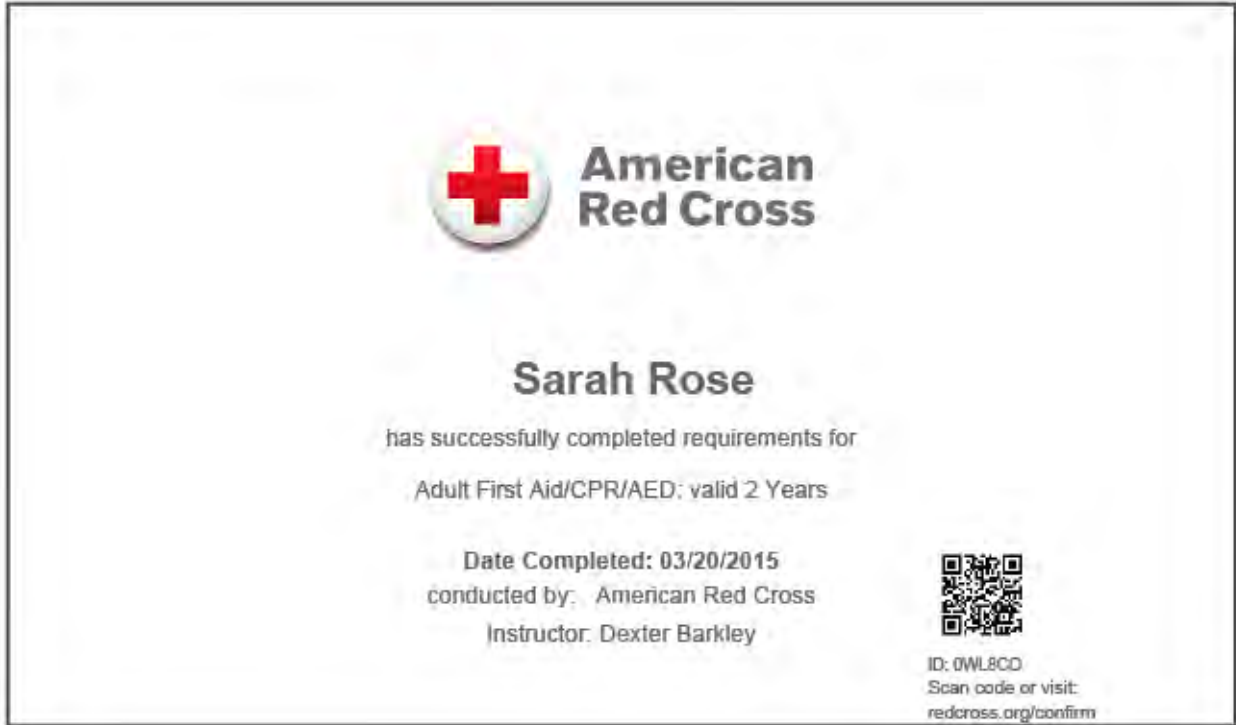 American
Red Cross
Sarah Rose
has successfully completed requirements for
Adult First Aid/CPR/AED: valid 2 Years
Date Completed: 03/20/2015
conducted by: American Red Cross
Instructor: Dexter Barkley
ID:
Scan code or visit:
redcross.org/confirm